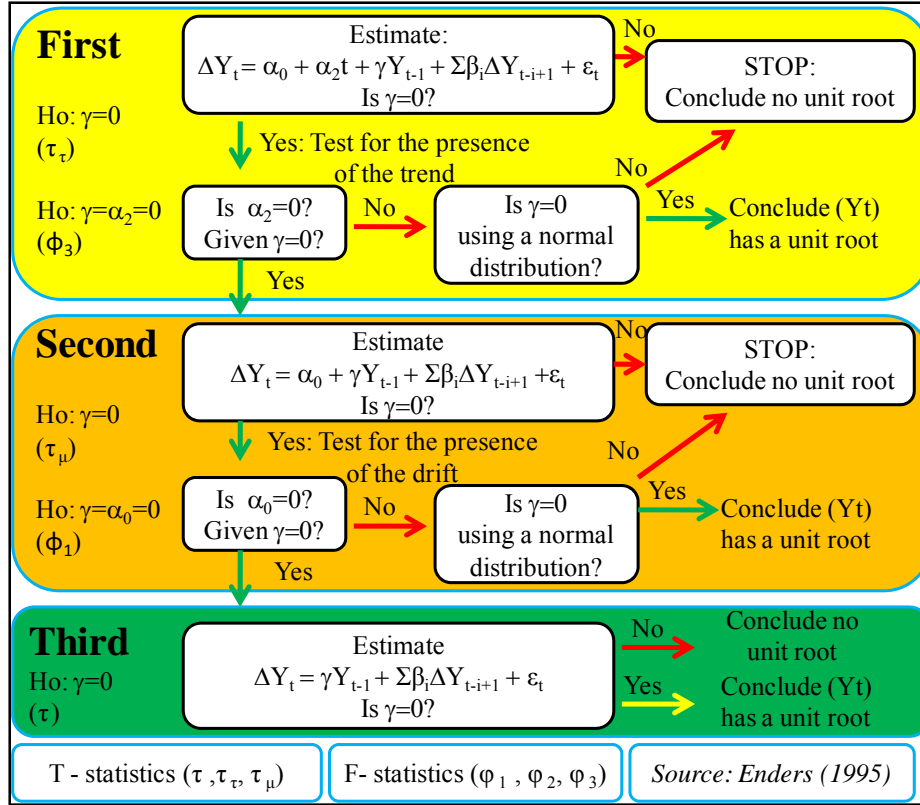 First
Estimate:
ΔYₜ = α₀ + α₂t + γYₜ₋₁ + ΣβᵢΔYₜ₋ᵢ₊₁ + εₜ
Is γ=0?
No
STOP:
Conclude no unit root
Ho: γ=0
(τ_τ)
Yes: Test for the presence
of the trend
No
Ho: γ=α₂=0
(ϕ₃)
Is α₂=0?
Given γ=0?
No
Is γ=0
using a normal
distribution?
Yes
Conclude (Yt)
has a unit root
Yes
Second
Estimate
ΔYₜ = α₀ + γYₜ₋₁ + ΣβᵢΔYₜ₋ᵢ₊₁ +εₜ
Is γ=0?
No
STOP:
Conclude no unit root
Ho: γ=0
(τ_μ)
Yes: Test for the presence
of the drift
No
Ho: γ=α₀=0
(ϕ₁)
Is α₀=0?
Given γ=0?
No
Is γ=0
using a normal
distribution?
Yes
Conclude (Yt)
has a unit root
Yes
Third
Ho: γ=0
(τ)
Estimate
ΔYₜ = γYₜ₋₁ + ΣβᵢΔYₜ₋ᵢ₊₁ + εₜ
Is γ=0?
No
Conclude no
unit root
Yes
Conclude (Yt)
has a unit root
T - statistics (τ ,τ_τ, τ_μ)
F- statistics (φ₁ , φ₂, φ₃)
Source: Enders (1995)